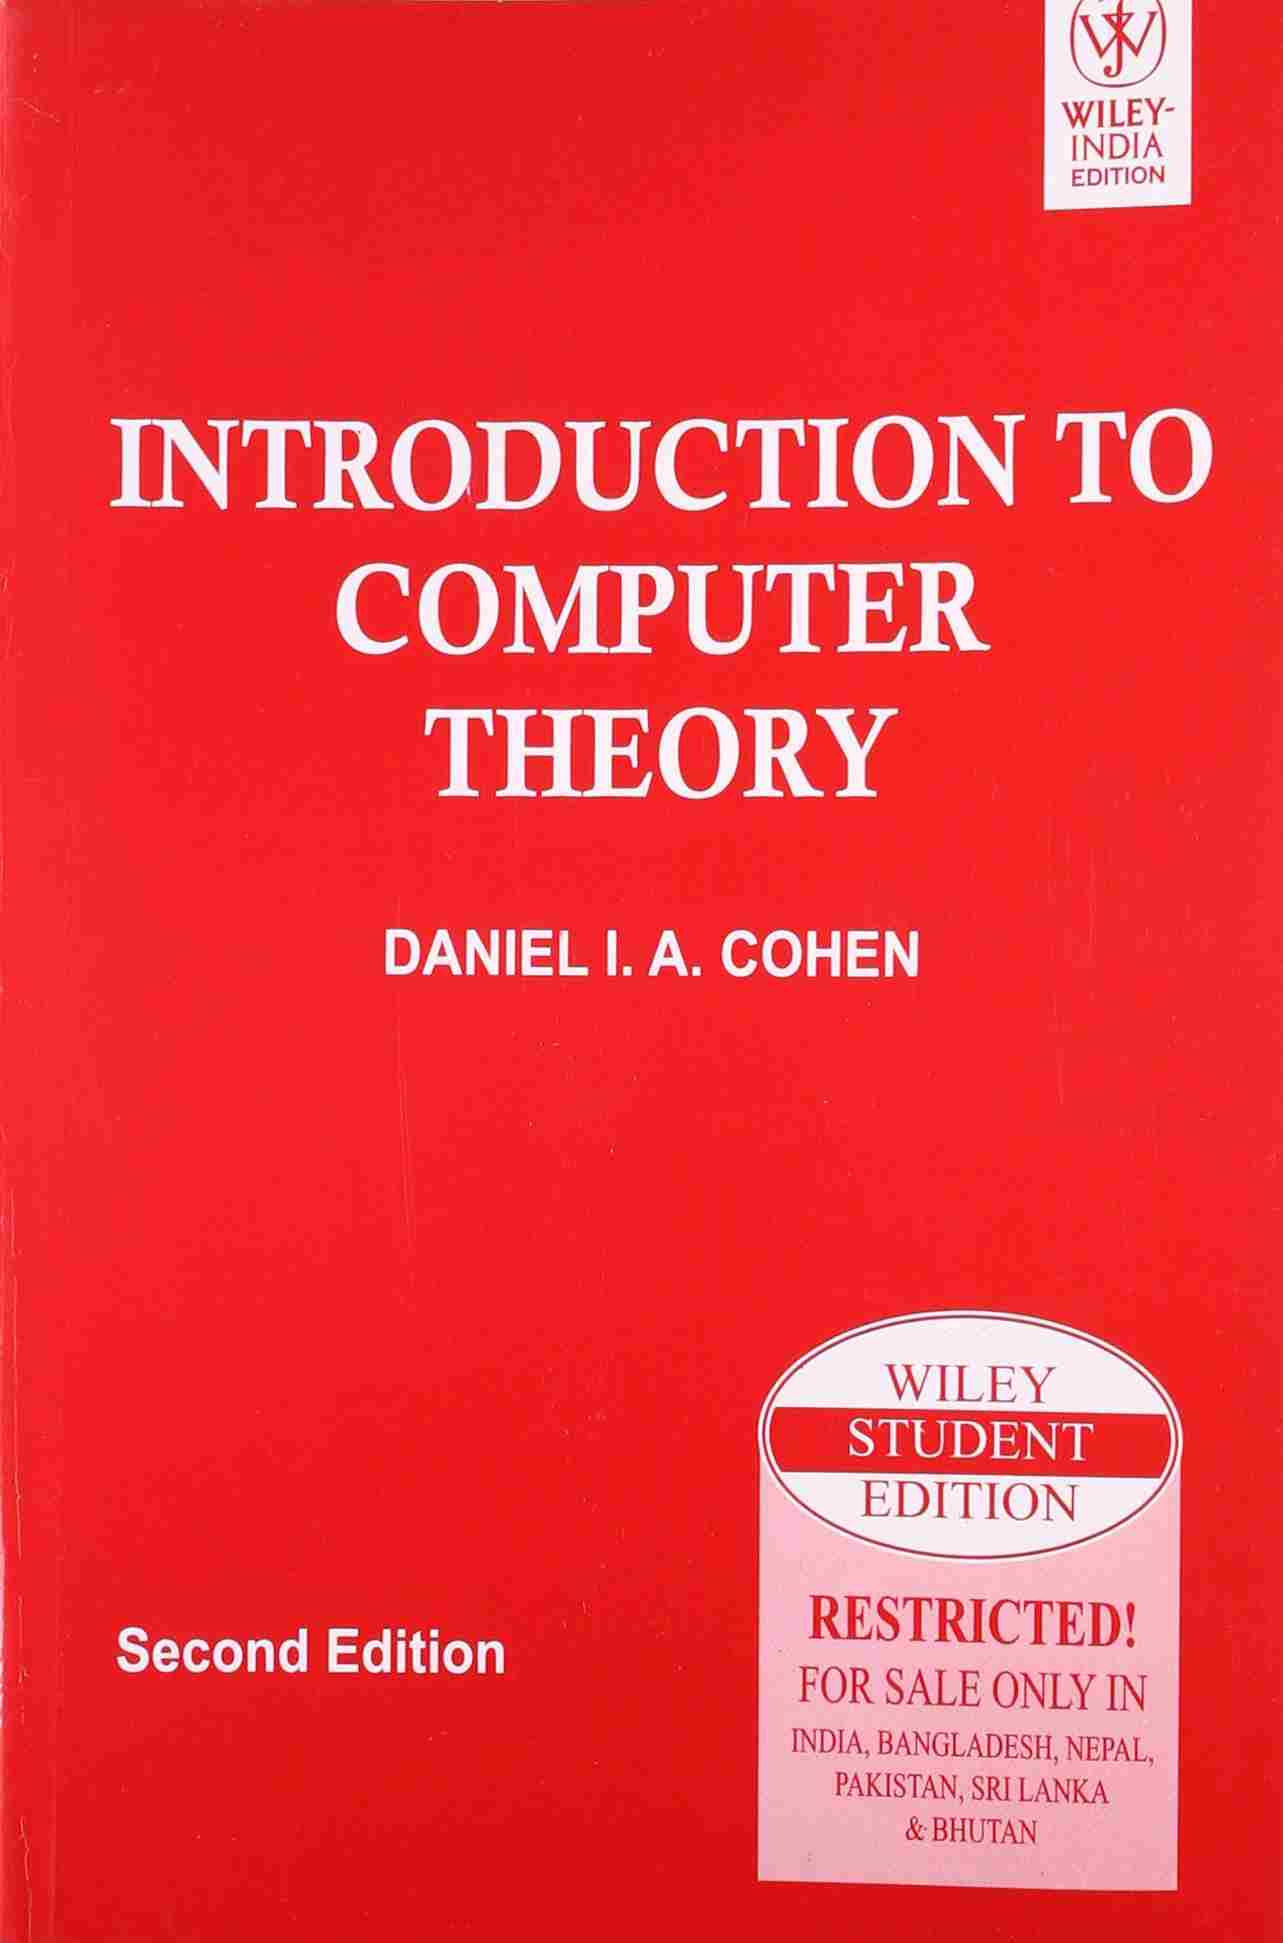 WILEY-
INDIA
EDITION
INTRODUCTION TO
COMPUTER
THEORY
DANIEL I. A. COHEN
WILEY
STUDENT
EDITION
Second Edition
RESTRICTED!
FOR SALE ONLY IN
INDIA, BANGLADESH, NEPAL,
PAKISTAN, SRI LANKA
& BHUTAN